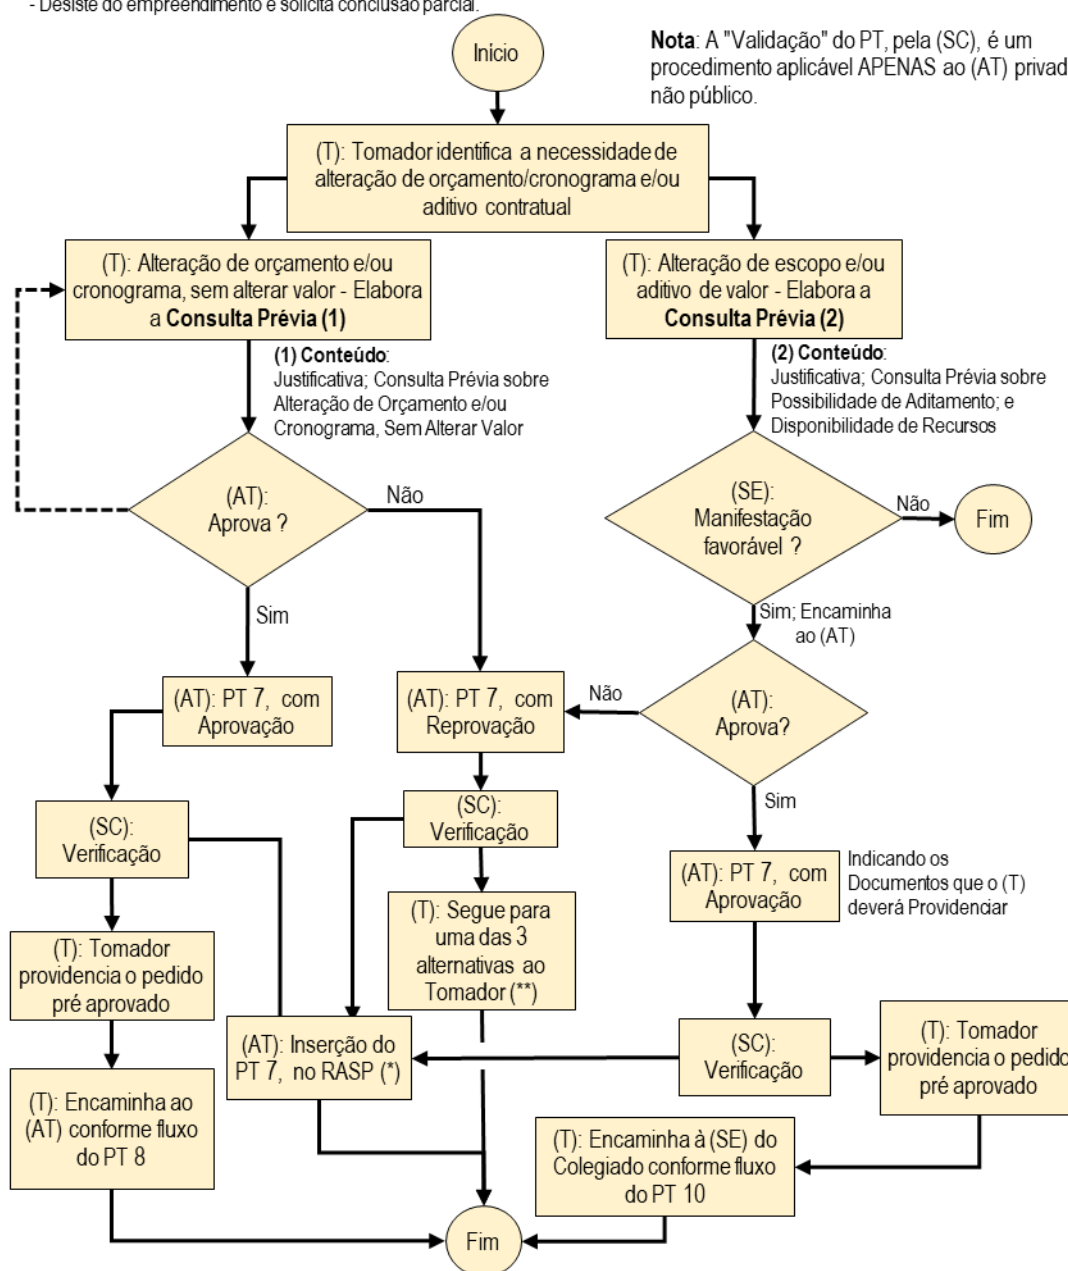 - Desiste do empreendimento e solicita conclusão parcial.
Início
Nota: A "Validação" do PT, pela (SC), é um
procedimento aplicável APENAS ao (AT) privad
não público.
(T): Tomador identifica a necessidade de
alteração de orçamento/cronograma e/ou
aditivo contratual
(T): Alteração de orçamento e/ou
cronograma, sem alterar valor - Elabora
a Consulta Prévia (1)
(T): Alteração de escopo e/ou
aditivo de valor - Elabora a
Consulta Prévia (2)
(1) Conteúdo:
Justificativa; Consulta Prévia sobre
Alteração de Orçamento e/ou
Cronograma, Sem Alterar Valor
(2) Conteúdo:
Justificativa; Consulta Prévia sobre
Possibilidade de Aditamento; e
Disponibilidade de Recursos
(AT):
Aprova ?
Não
(SE):
Manifestação
favorável ?
Não
Fim
Sim
Sim; Encaminha
ao (AT)
(AT): PT 7, com
Aprovação
(AT): PT 7, com
Reprovação
Não
(AT):
Aprova?
Sim
(SC):
Verificação
(SC):
Verificação
(AT): PT 7, com
Aprovação
Indicando os
Documentos que o (T)
deverá Providenciar
(T): Tomador
providencia o pedido
pré aprovado
(T): Segue para
uma das 3
alternativas ao
Tomador (**)
(AT): Inserção do
PT 7, no RASP (*)
(SC):
Verificação
(T): Tomador
providencia o pedido
pré aprovado
(T): Encaminha ao
(AT) conforme fluxo
do PT 8
(T): Encaminha à (SE) do
Colegiado conforme fluxo
do PT 10
Fim